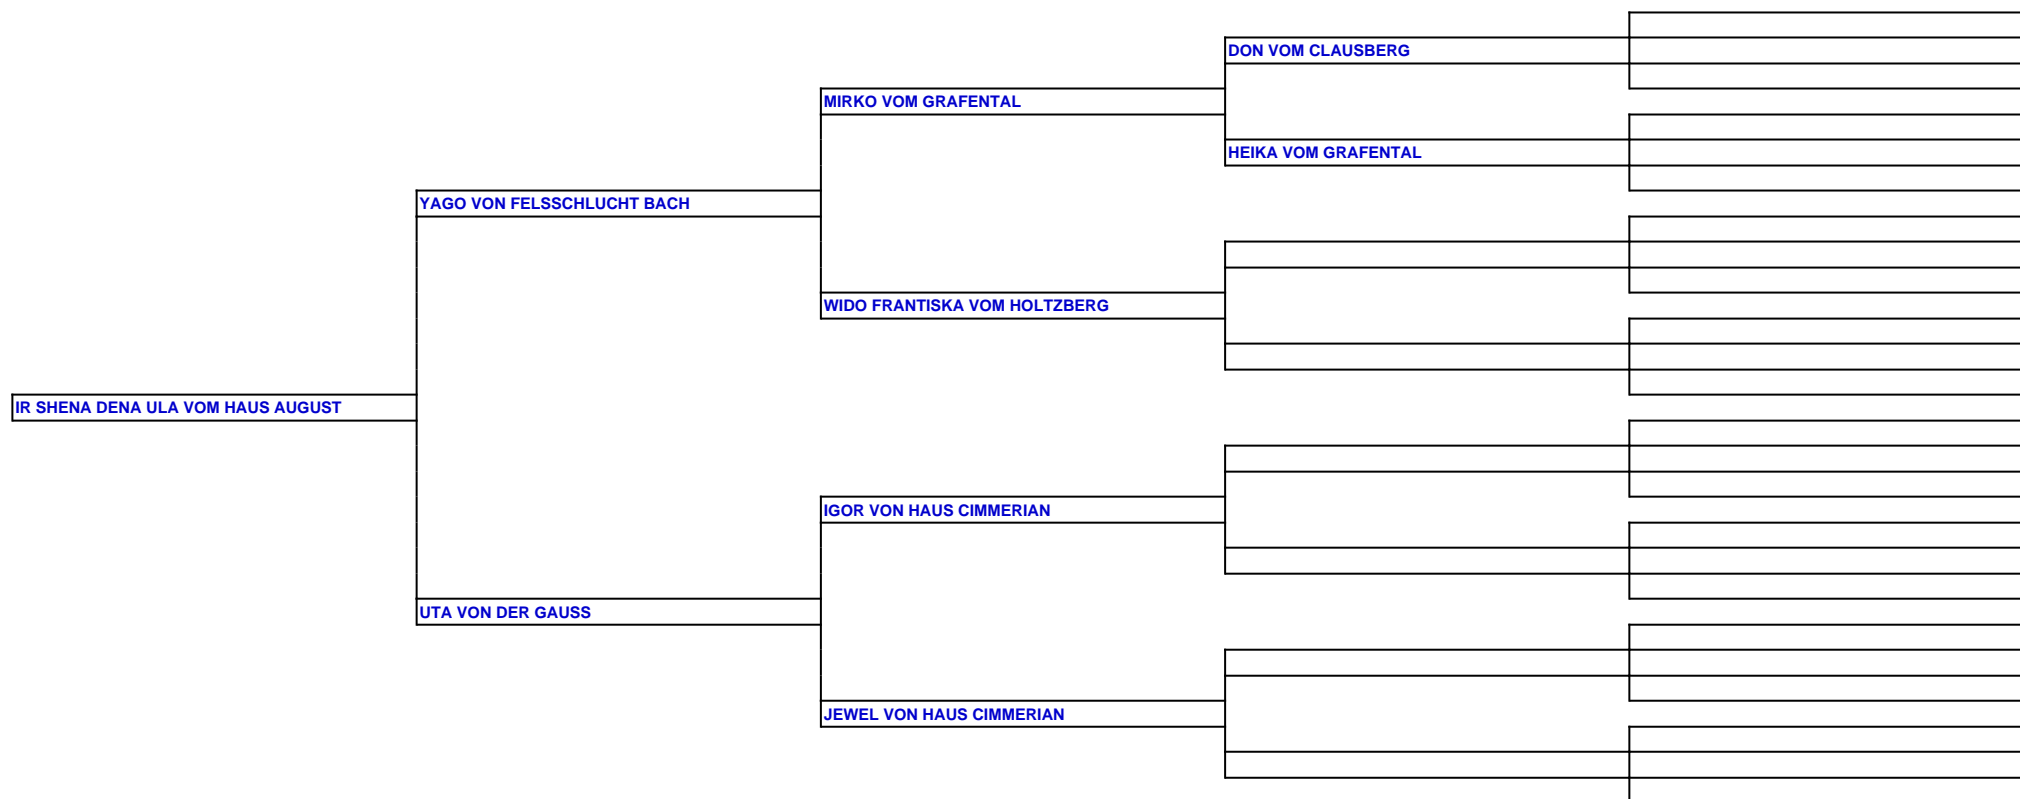 DON VOM CLAUSBERG
MIRKO VOM GRAFENTAL
HEIKA VOM GRAFENTAL
YAGO VON FELSSCHLUCHT BACH
WIDO FRANTISKA VOM HOLTZBERG
IR SHENA DENA ULA VOM HAUS AUGUST
IGOR VON HAUS CIMMERIAN
UTA VON DER GAUSS
JEWEL VON HAUS CIMMERIAN